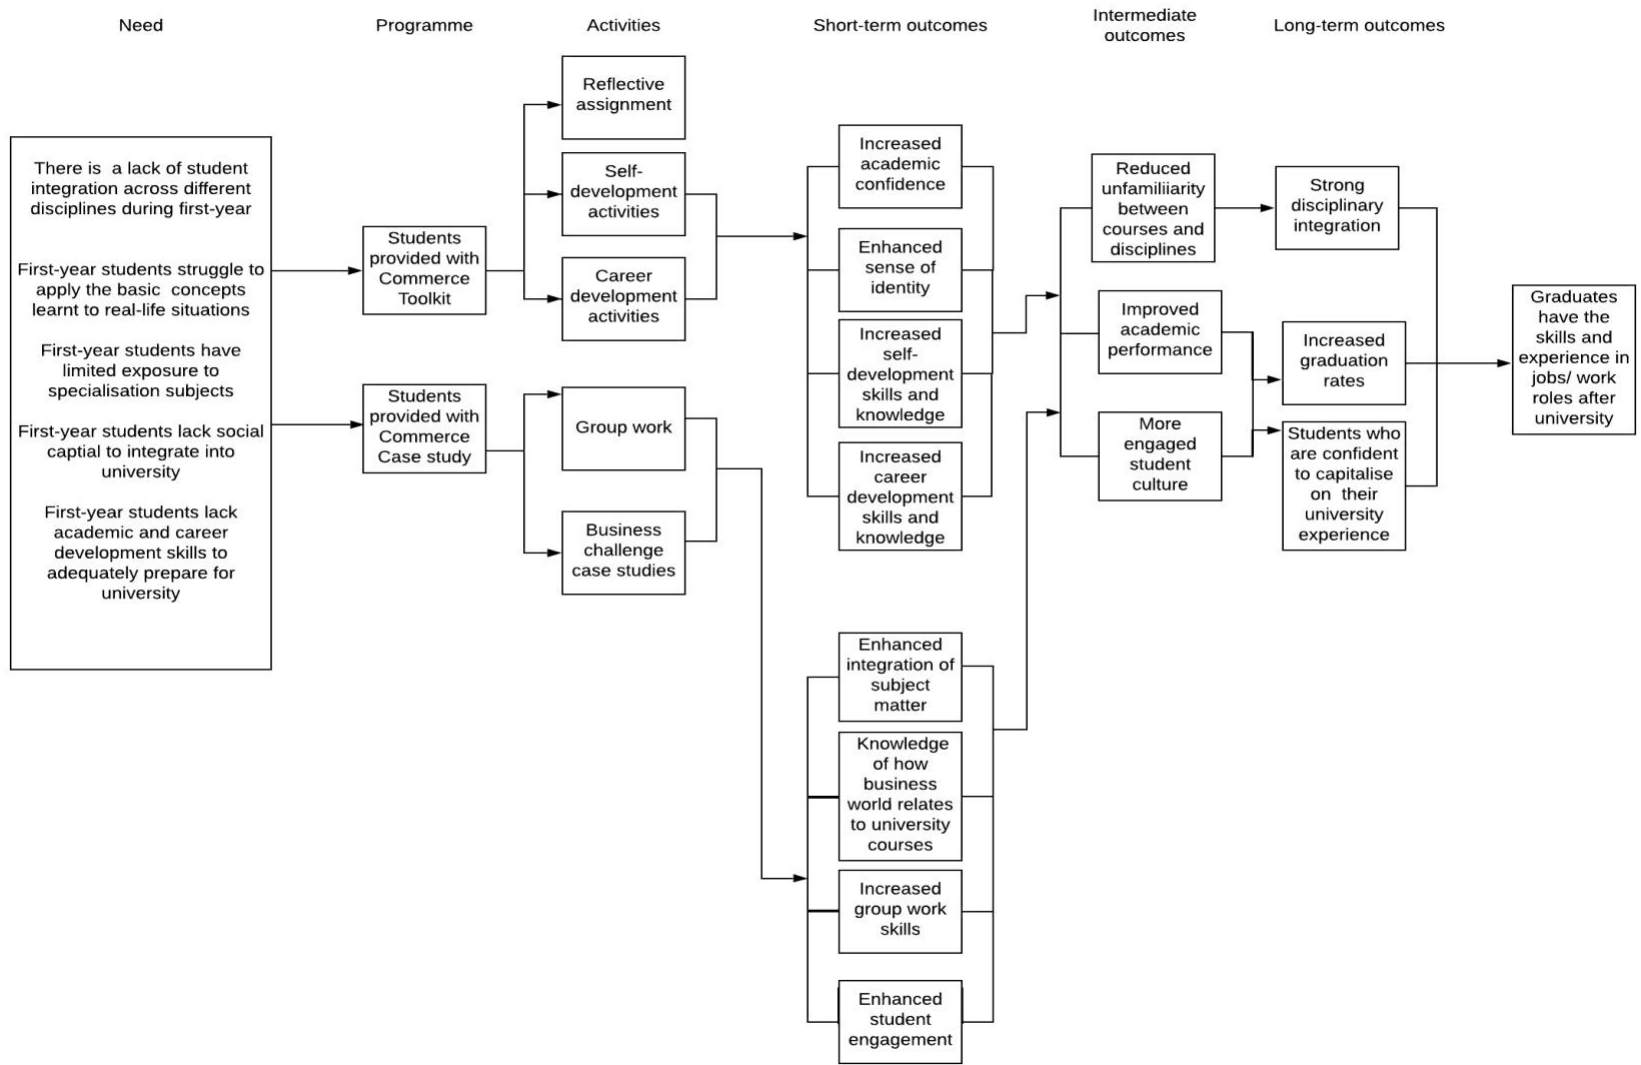 Need
Programme
Activities
Short-term outcomes
Intermediate
outcomes
Long-term outcomes
There is  a lack of student
integration across different
disciplines during first-year
First-year students struggle to
apply the basic  concepts
learnt to real-life situations
First-year students have
limited exposure to
specialisation subjects
First-year students lack social
captial to integrate into
university
First-year students lack
academic and career
development skills to
adequately prepare for
university
Students
provided with
Commerce
Toolkit
Students
provided with
Commerce
Case study
Reflective
assignment
Self-
development
activities
Career
development
activities
Group work
Business
challenge
case studies
Increased
academic
confidence
Enhanced
sense of
identity
Increased self-
development
skills and
knowledge
Increased
career
development
skills and
knowledge
Enhanced
integration of
subject
matter
Knowledge
of how
business
world relates
to university
courses
Increased
group work
skills
Enhanced
student
engagement
Reduced
unfamiliiarity
between
courses and
disciplines
Improved
academic
performance
More
engaged
student
culture
Strong
disciplinary
integration
Increased
graduation
rates
Students who
are confident
to capitalise
on  their
university
experience
Graduates
have the
skills and
experience in
jobs/ work
roles after
university